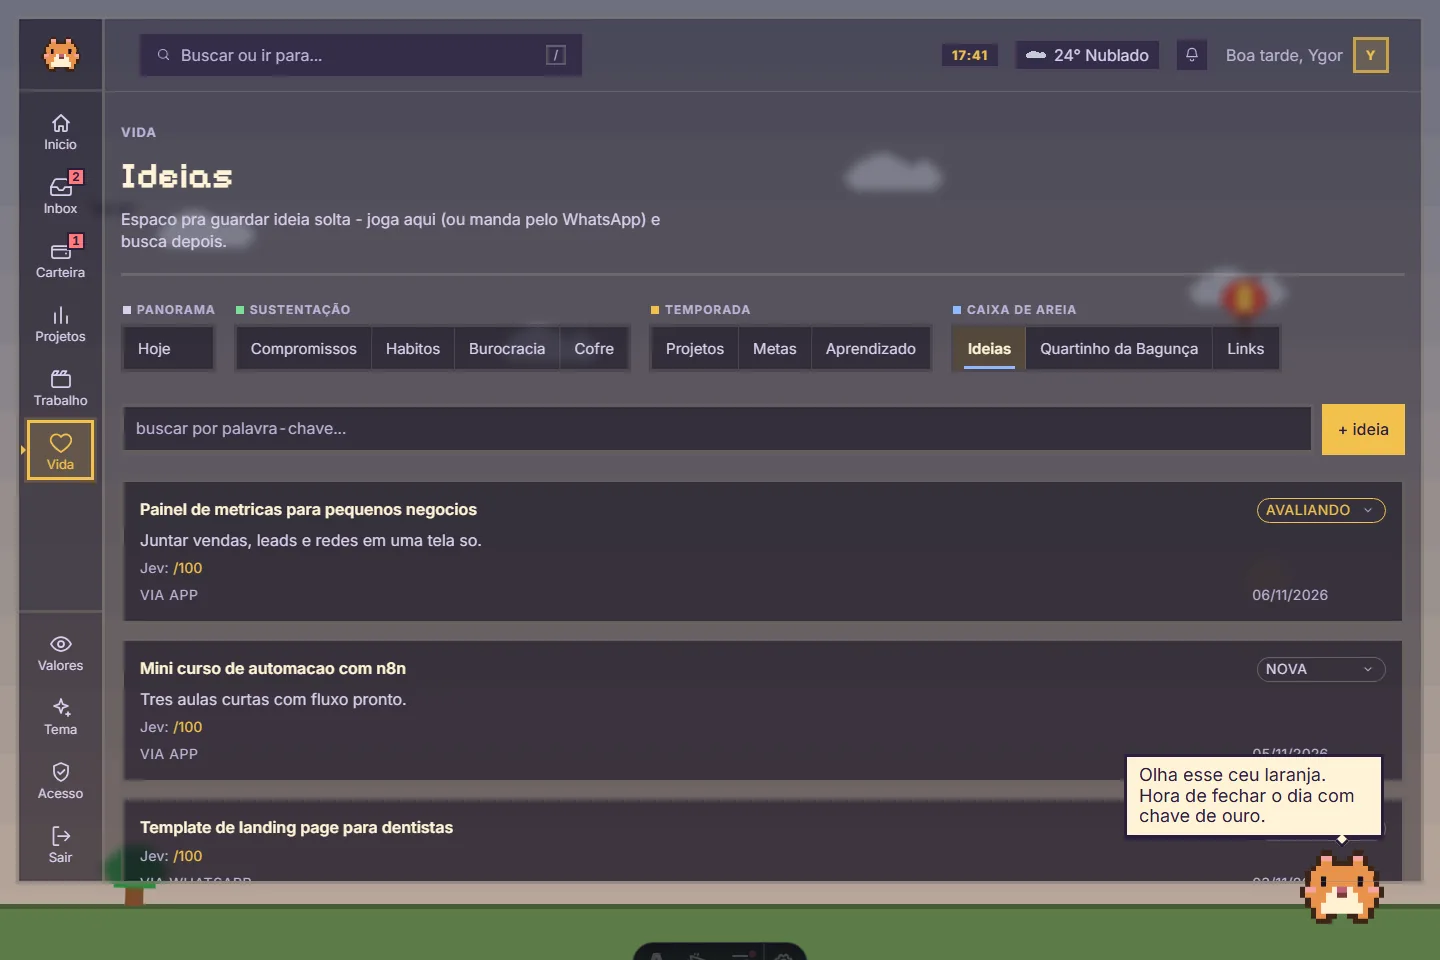 Buscar ou ir para...
/
17:41
24° Nublado
Boa tarde, Ygor
Y
Inicio
2
Inbox
1
Carteira
Projetos
Trabalho
Vida
Valores
Tema
Acesso
Sair
VIDA
Ideias
Espaco pra guardar ideia solta - joga aqui (ou manda pelo WhatsApp) e
busca depois.
PANORAMA
Hoje
SUSTENTAÇÃO
Compromissos
Habitos
Burocracia
Cofre
TEMPORADA
Projetos
Metas
Aprendizado
CAIXA DE AREIA
Ideias
Quartinho da Bagunça
Links
buscar por palavra-chave...
+ ideia
Painel de metricas para pequenos negocios
AVALIANDO
Juntar vendas, leads e redes em uma tela so.
Jev: /100
VIA APP
06/11/2026
Mini curso de automacao com n8n
NOVA
Tres aulas curtas com fluxo pronto.
Jev: /100
VIA APP
05/11/2026
Template de landing page para dentistas
Jev: /100
VIA WHATSAPP
Olha esse ceu laranja.
Hora de fechar o dia com
chave de ouro.